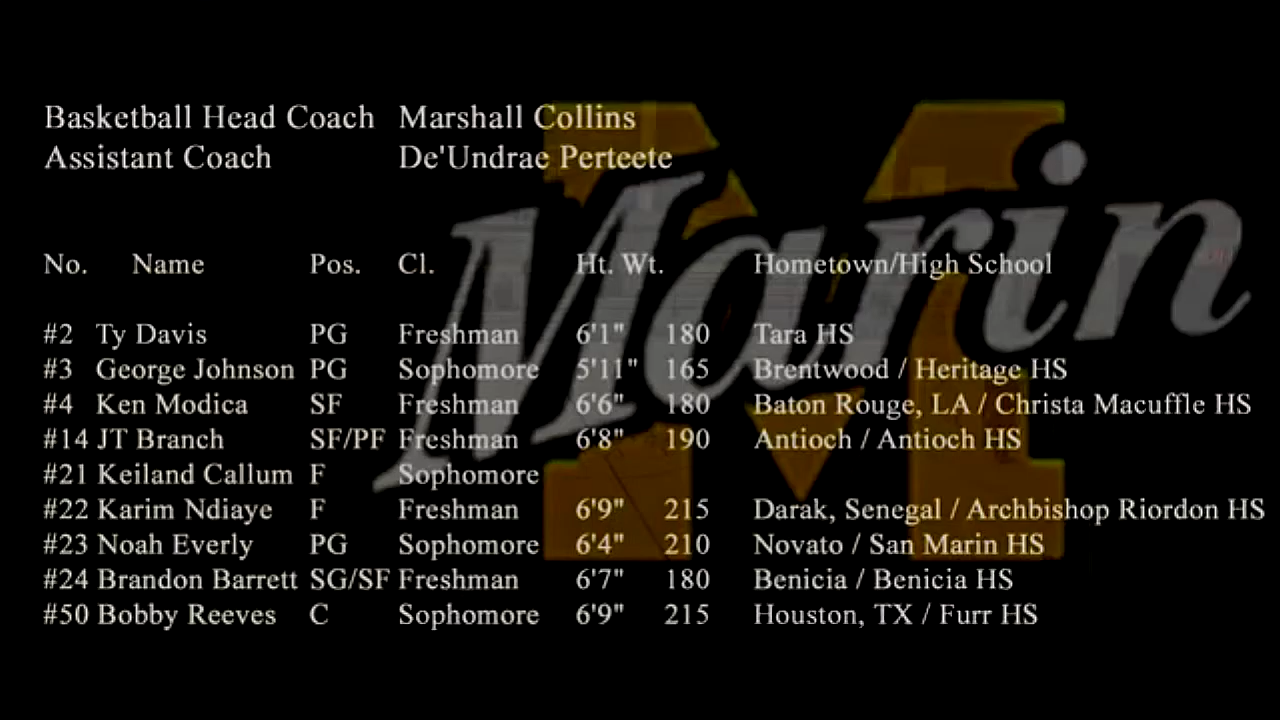 Basketball Head Coach Marshall Collins
Assistant Coach De'Undrae Perteete
Marin
No. Name Pos. Cl. Ht. Wt. Hometown/High School
#2 Ty Davis PG Freshman 6'1" 180 Tara HS
#3 George Johnson PG Sophomore 5'11" 165 Brentwood / Heritage HS
#4 Ken Modica SF Freshman 6'6" 180 Baton Rouge, LA / Christa Macuffle HS
#14 JT Branch SF/PF Freshman 6'8" 190 Antioch / Antioch HS
#21 Keiland Callum F Sophomore
#22 Karim Ndiaye F Freshman 6'9" 215 Darak, Senegal / Archbishop Riordon HS
#23 Noah Everly PG Sophomore 6'4" 210 Novato / San Marin HS
#24 Brandon Barrett SG/SF Freshman 6'7" 180 Benicia / Benicia HS
#50 Bobby Reeves C Sophomore 6'9" 215 Houston, TX / Furr HS
M